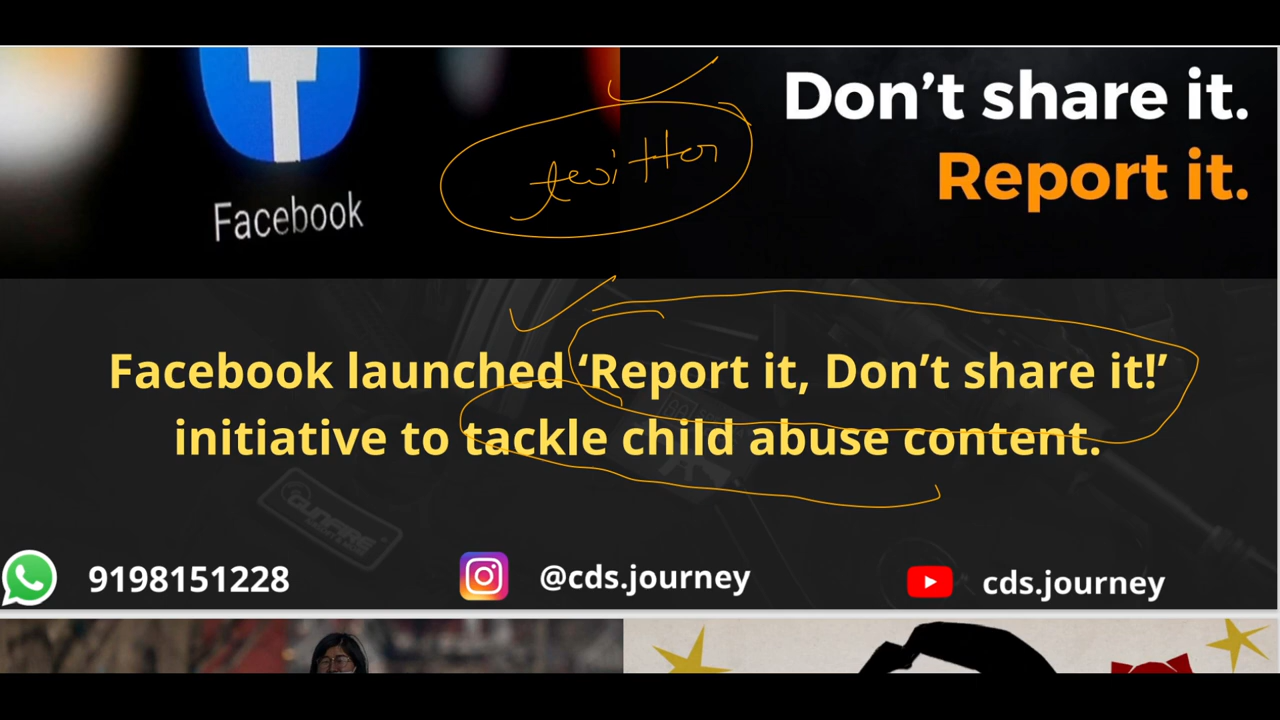 Facebook
twitter
Don't share it.
Report it.
Facebook launched 'Report it, Don't share it!'
initiative to tackle child abuse content.
GUNFIRE
9198151228
@cds.journey
cds.journey